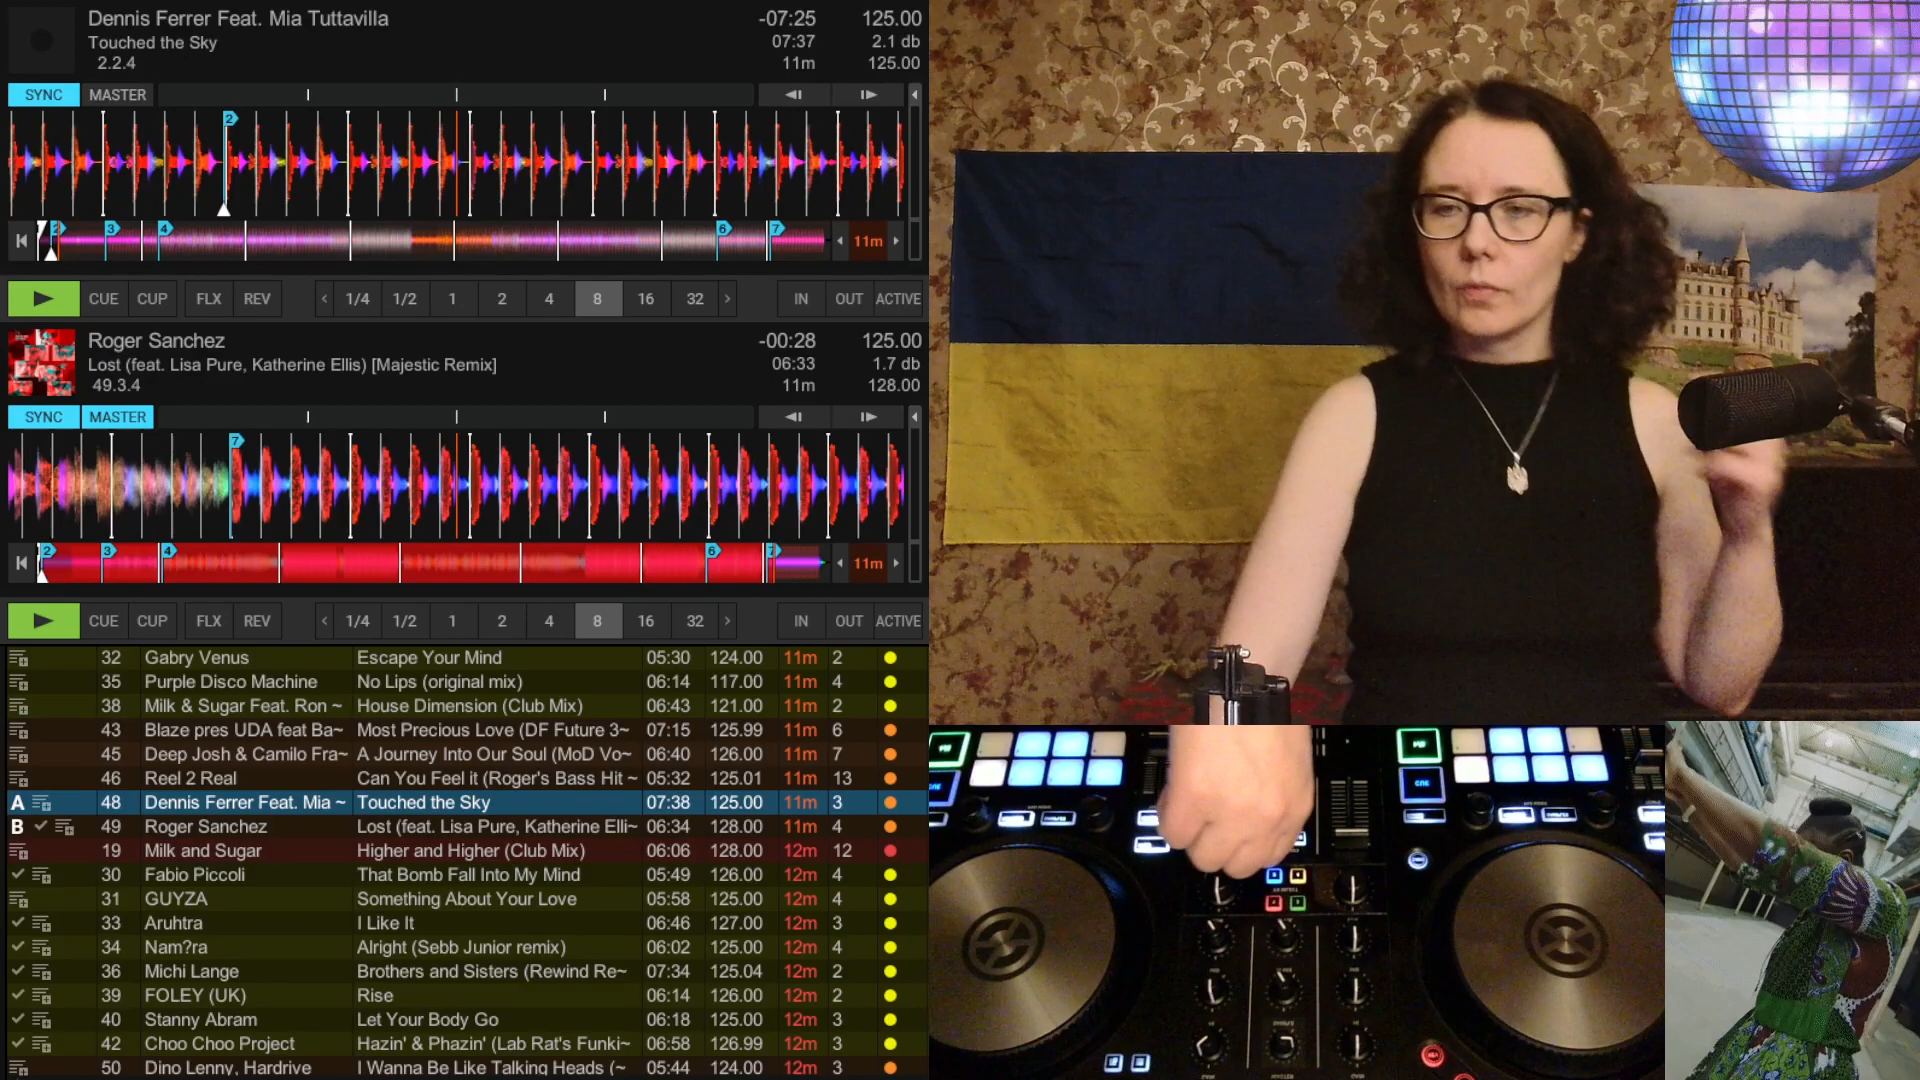 Dennis Ferrer Feat. Mia Tuttavilla -07:25 125.00
Touched the Sky 07:37 2.1 db
2.2.4 11m 125.00
SYNC MASTER
2
2 3 4 6 7 11m
CUE CUP FLX REV 1/4 1/2 1 2 4 8 16 32 IN OUT ACTIVE
Roger Sanchez -00:28 125.00
Lost (feat. Lisa Pure, Katherine Ellis) [Majestic Remix] 06:33 1.7 db
49.3.4 11m 128.00
SYNC MASTER
7
2 3 4 6 7 11m
CUE CUP FLX REV 1/4 1/2 1 2 4 8 16 32 IN OUT ACTIVE
32 Gabry Venus Escape Your Mind 05:30 124.00 11m 2
35 Purple Disco Machine No Lips (original mix) 06:14 117.00 11m 4
38 Milk & Sugar Feat. Ron ~ House Dimension (Club Mix) 06:43 121.00 11m 2
43 Blaze pres UDA feat Ba~ Most Precious Love (DF Future 3~ 07:15 125.99 11m 6
45 Deep Josh & Camilo Fra~ A Journey Into Our Soul (MoD Vo~ 06:40 126.00 11m 7
46 Reel 2 Real Can You Feel it (Roger's Bass Hit ~ 05:32 125.01 11m 13
A 48 Dennis Ferrer Feat. Mia ~ Touched the Sky 07:38 125.00 11m 3
B 49 Roger Sanchez Lost (feat. Lisa Pure, Katherine Elli~ 06:34 128.00 11m 4
19 Milk and Sugar Higher and Higher (Club Mix) 06:06 128.00 12m 12
30 Fabio Piccoli That Bomb Fall Into My Mind 05:49 126.00 12m 4
31 GUYZA Something About Your Love 05:58 125.00 12m 4
33 Aruhtra I Like It 06:46 127.00 12m 3
34 Nam?ra Alright (Sebb Junior remix) 06:02 125.00 12m 4
36 Michi Lange Brothers and Sisters (Rewind Re~ 07:34 125.04 12m 2
39 FOLEY (UK) Rise 06:14 126.00 12m 2
40 Stanny Abram Let Your Body Go 06:18 125.00 12m 3
42 Choo Choo Project Hazin' & Phazin' (Lab Rat's Funki~ 06:58 126.99 12m 3
50 Dino Lenny, Hardrive I Wanna Be Like Talking Heads (~ 05:44 124.00 12m 3